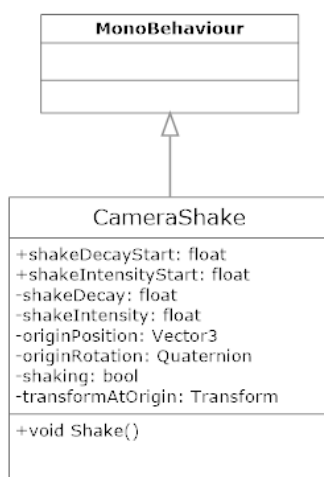 MonoBehaviour
CameraShake
+shakeDecayStart: float
+shakeIntensityStart: float
-shakeDecay: float
-shakeIntensity: float
-originPosition: Vector3
-originRotation: Quaternion
-shaking: bool
-transformAtOrigin: Transform
+void Shake()